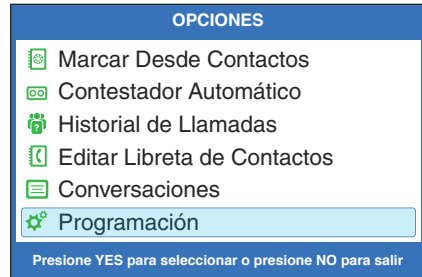 OPCIONES
Marcar Desde Contactos
Contestador Automático
Historial de Llamadas
Editar Libreta de Contactos
Conversaciones
Programación
Presione YES para seleccionar o presione NO para salir